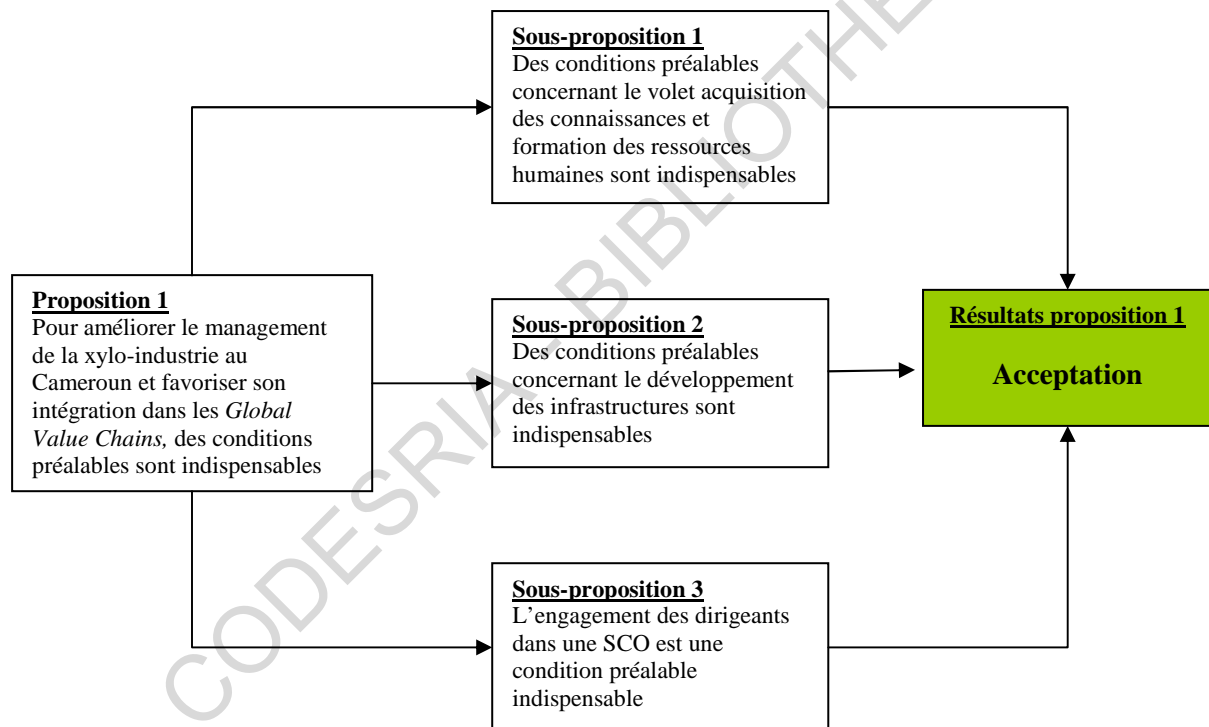 Sous-proposition 1
Des conditions préalables
concernant le volet acquisition
des connaissances et
formation des ressources
humaines sont indispensables
Proposition 1
Pour améliorer le management
de la xylo-industrie au
Cameroun et favoriser son
intégration dans les Global
Value Chains, des conditions
préalables sont indispensables
Sous-proposition 2
Des conditions préalables
concernant le développement
des infrastructures sont
indispensables
Résultats proposition 1
Acceptation
Sous-proposition 3
L’engagement des dirigeants
dans une SCO est une
condition préalable
indispensable
CODESRIA - BIBLIOTHE